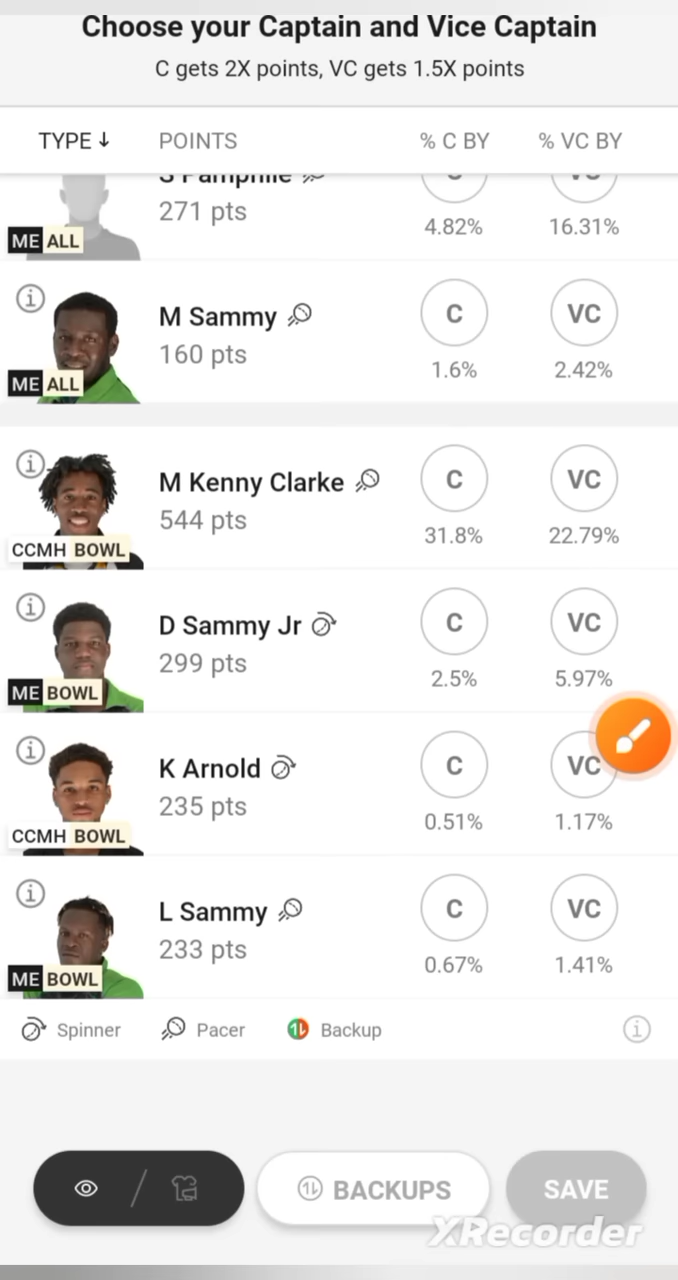 Choose your Captain and Vice Captain
C gets 2X points, VC gets 1.5X points
TYPE ↓ POINTS % C BY % VC BY
S Pamphile C VC
271 pts 4.82% 16.31%
ME ALL
M Sammy C VC
160 pts 1.6% 2.42%
ME ALL
M Kenny Clarke C VC
544 pts 31.8% 22.79%
CCMH BOWL
D Sammy Jr C VC
299 pts 2.5% 5.97%
ME BOWL
K Arnold C VC
235 pts 0.51% 1.17%
CCMH BOWL
L Sammy C VC
233 pts 0.67% 1.41%
ME BOWL
Spinner Pacer Backup
BACKUPS SAVE
XRecorder